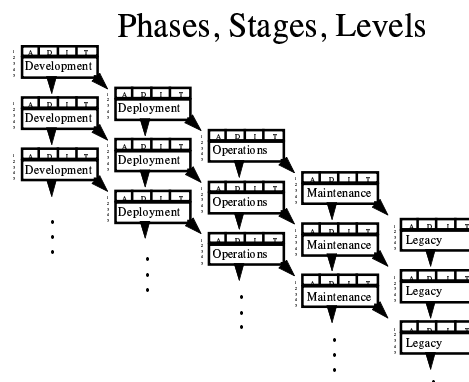 Phases, Stages, Levels
A D I T
Development
A D I T
Deployment
A D I T
Development
A D I T
Operations
A D I T
Deployment
A D I T
Development
A D I T
Maintenance
A D I T
Operations
A D I T
Deployment
A D I T
Legacy
A D I T
Maintenance
A D I T
Operations
A D I T
Legacy
A D I T
Maintenance
A D I T
Legacy